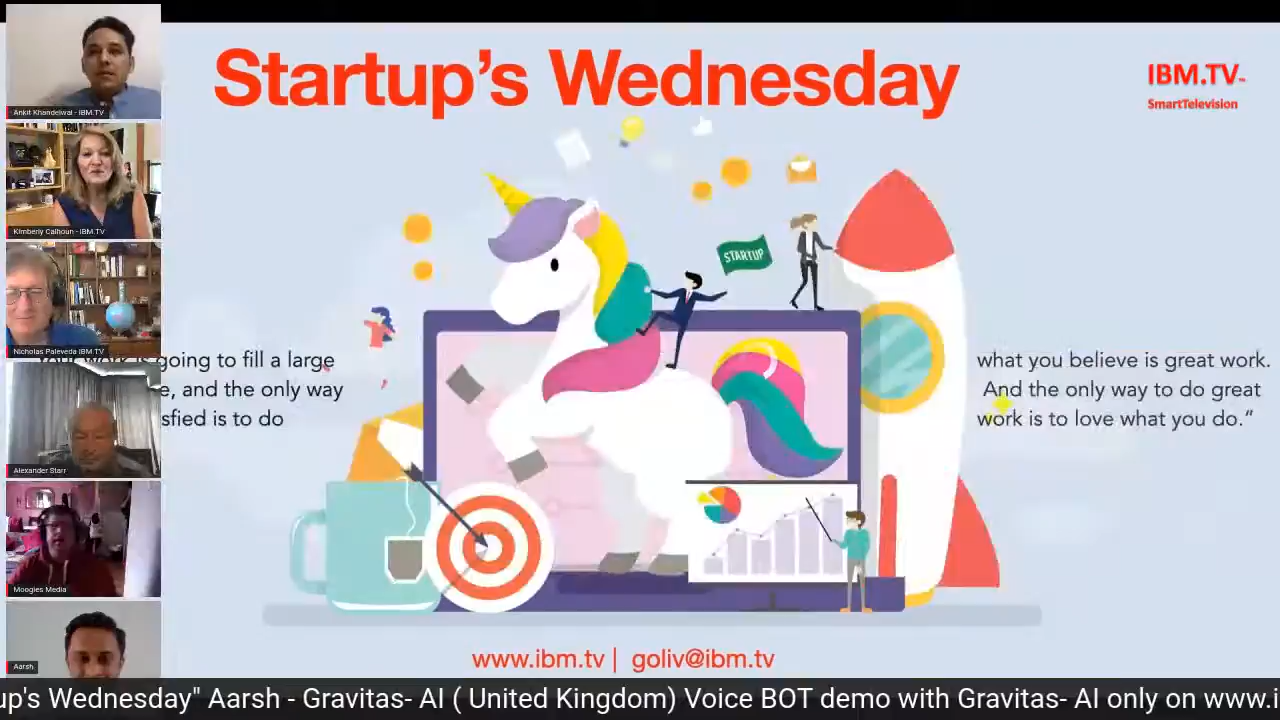 Startup's Wednesday
IBM.TV
SmartTelevision
Ankit Khandelwal - IBM.TV
Kimberly Calhoun - IBM.TV
Nicholas Paleveda IBM TV
Alexander Starr
Moogles Media
Aarsh
STARTUP
Your work is going to fill a large
e, and the only way
sfied is to do
what you believe is great work.
And the only way to do great
work is to love what you do.”
www.ibm.tv | goliv@ibm.tv
up's Wednesday" Aarsh - Gravitas- AI ( United Kingdom) Voice BOT demo with Gravitas- AI only on www.i